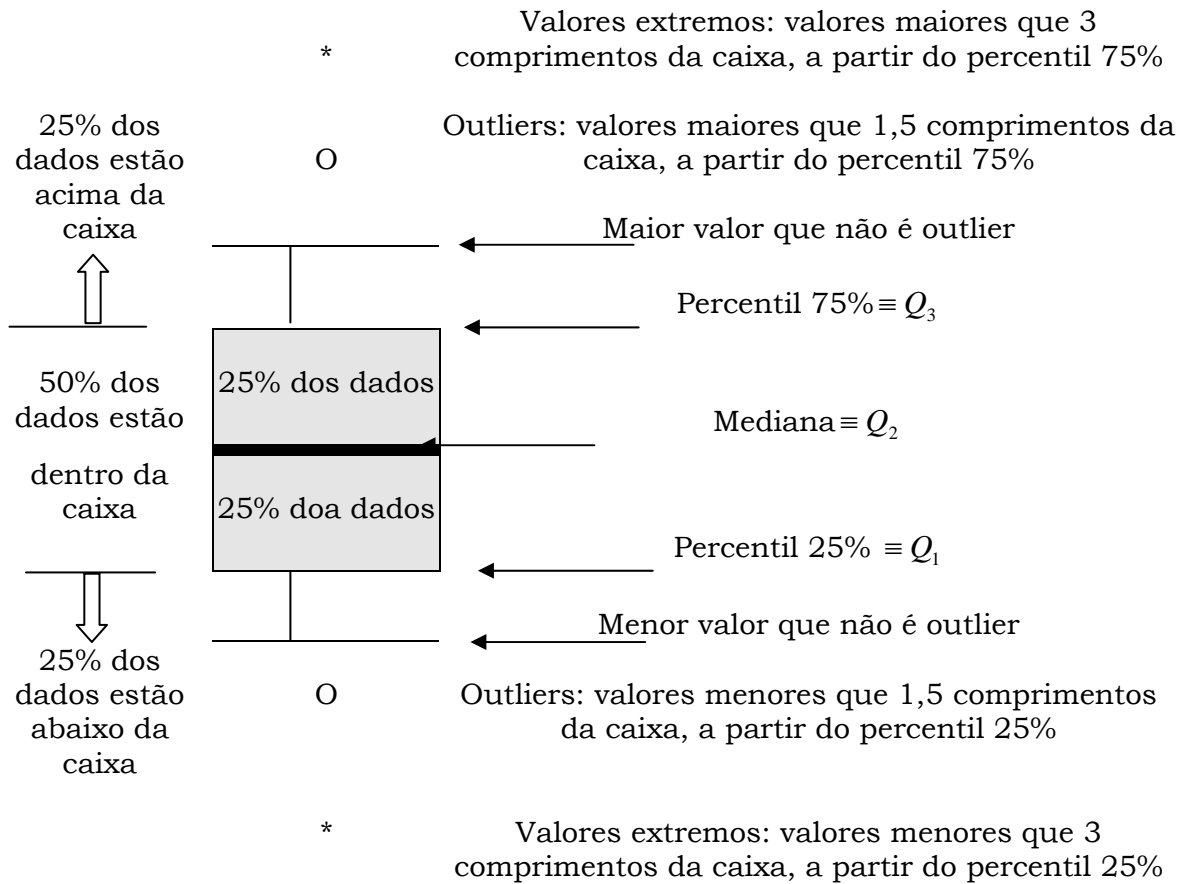 Valores extremos: valores maiores que 3
* comprimentos da caixa, a partir do percentil 75%
25% dos
dados estão
acima da
caixa
O
Outliers: valores maiores que 1,5 comprimentos da
caixa, a partir do percentil 75%
Maior valor que não é outlier
Percentil 75% ≡ Q₃
50% dos
dados estão
dentro da
caixa
25% dos dados
Mediana ≡ Q₂
25% doa dados
Percentil 25% ≡ Q₁
Menor valor que não é outlier
25% dos
dados estão
abaixo da
caixa
O
Outliers: valores menores que 1,5 comprimentos
da caixa, a partir do percentil 25%
* Valores extremos: valores menores que 3
comprimentos da caixa, a partir do percentil 25%